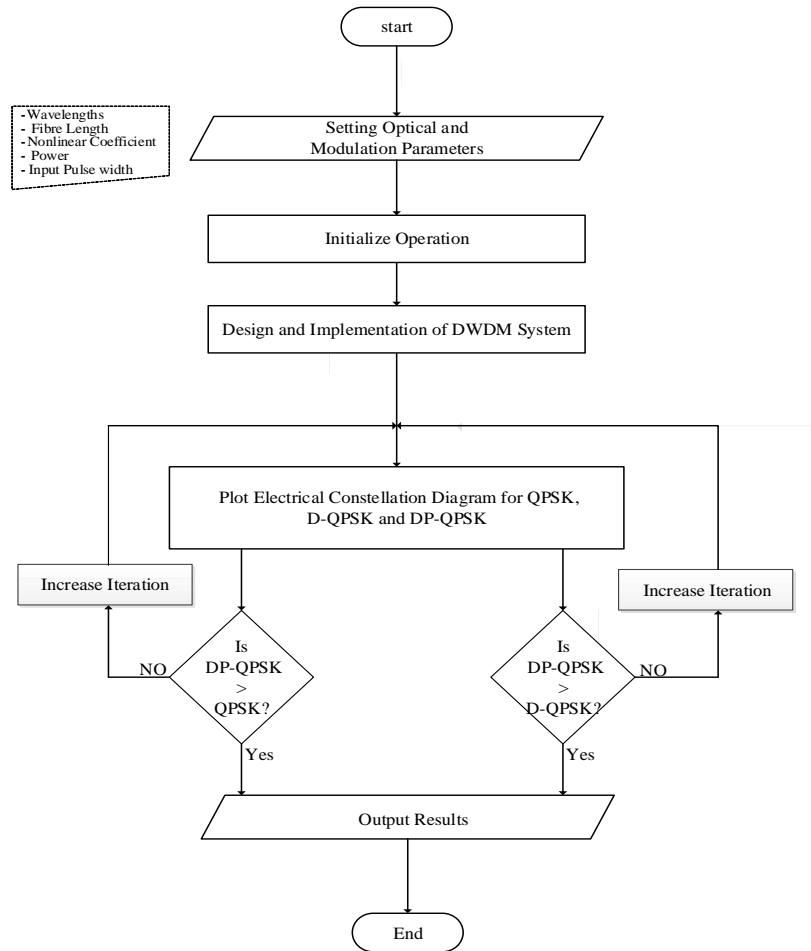 start
-Wavelengths
- Fibre Length
-Nonlinear Coefficient
- Power
-Input Pulse width
Setting Optical and
Modulation Parameters
Initialize Operation
Design and Implementation of DWDM System
Plot Electrical Constellation Diagram for QPSK,
D-QPSK and DP-QPSK
Increase Iteration
Increase Iteration
Is
DP-QPSK
>
QPSK?
NO
Yes
Is
DP-QPSK
>
D-QPSK?
NO
Yes
Output Results
End